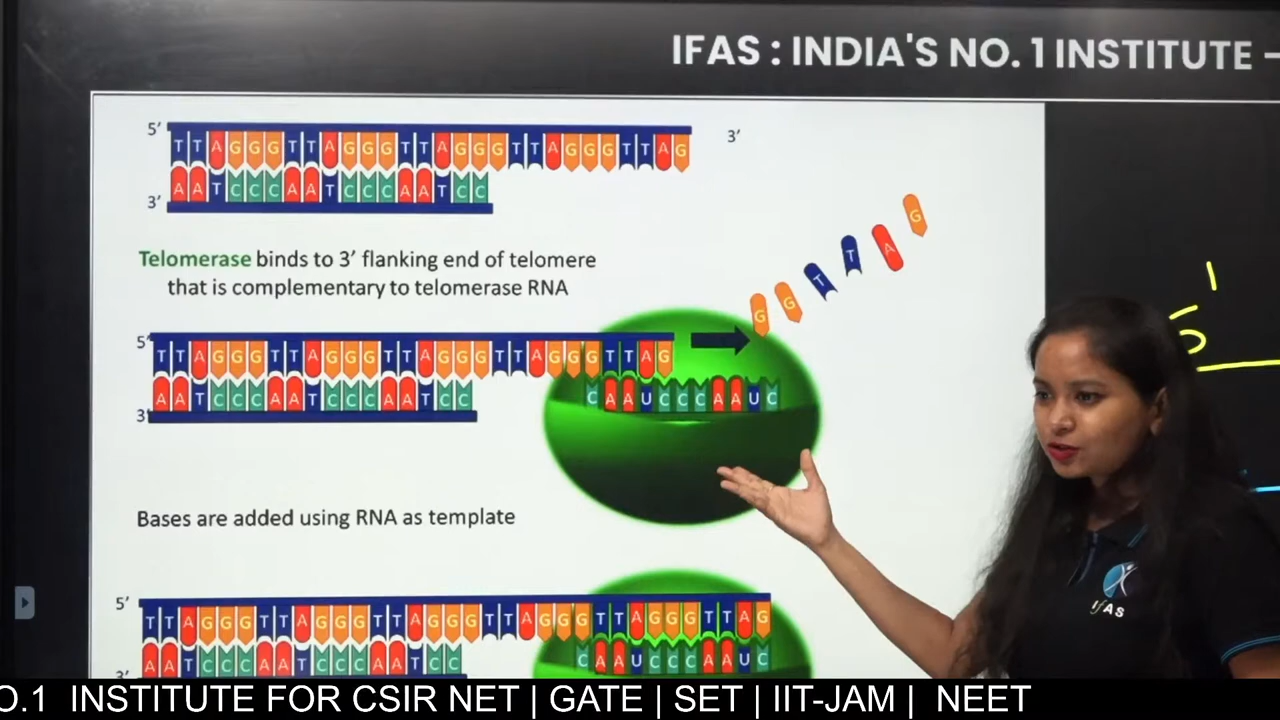 IFAS : INDIA'S NO. 1 INSTITUTE –
5' TTAGGGTTAGGGTTAGGGTTAGGGTTAG 3'
3' AATCCCAATCCCAATCC
Telomerase binds to 3' flanking end of telomere
that is complementary to telomerase RNA
GGTTAG
5' TTAGGGTTAGGGTTAGGGTTAGGGTTAG
3' AATCCCAATCCCAATCC CAAUCCCAAUC
Bases are added using RNA as template
5' TTAGGGTTAGGGTTAGGGTTAGGGTTAGGGTTAG
3' AATCCCAATCCCAATCC CAAUCCCAAUC
5'
IFAS
O.1 INSTITUTE FOR CSIR NET | GATE | SET | IIT-JAM | NEET